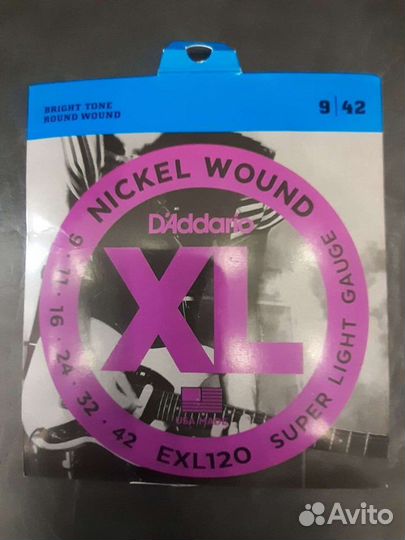 BRIGHT TONE
ROUND WOUND
9 | 42
NICKEL WOUND
D'Addario
XL
9 · 11 · 16 · 24 · 32 · 42
USA MADE
EXL120
SUPER LIGHT GAUGE
Avito